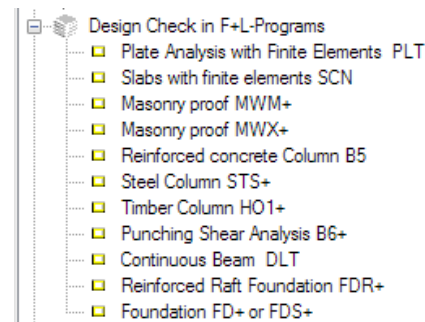 Design Check in F+L-Programs
Plate Analysis with Finite Elements PLT
Slabs with finite elements SCN
Masonry proof MWM+
Masonry proof MWX+
Reinforced concrete Column B5
Steel Column STS+
Timber Column HO1+
Punching Shear Analysis B6+
Continuous Beam DLT
Reinforced Raft Foundation FDR+
Foundation FD+ or FDS+